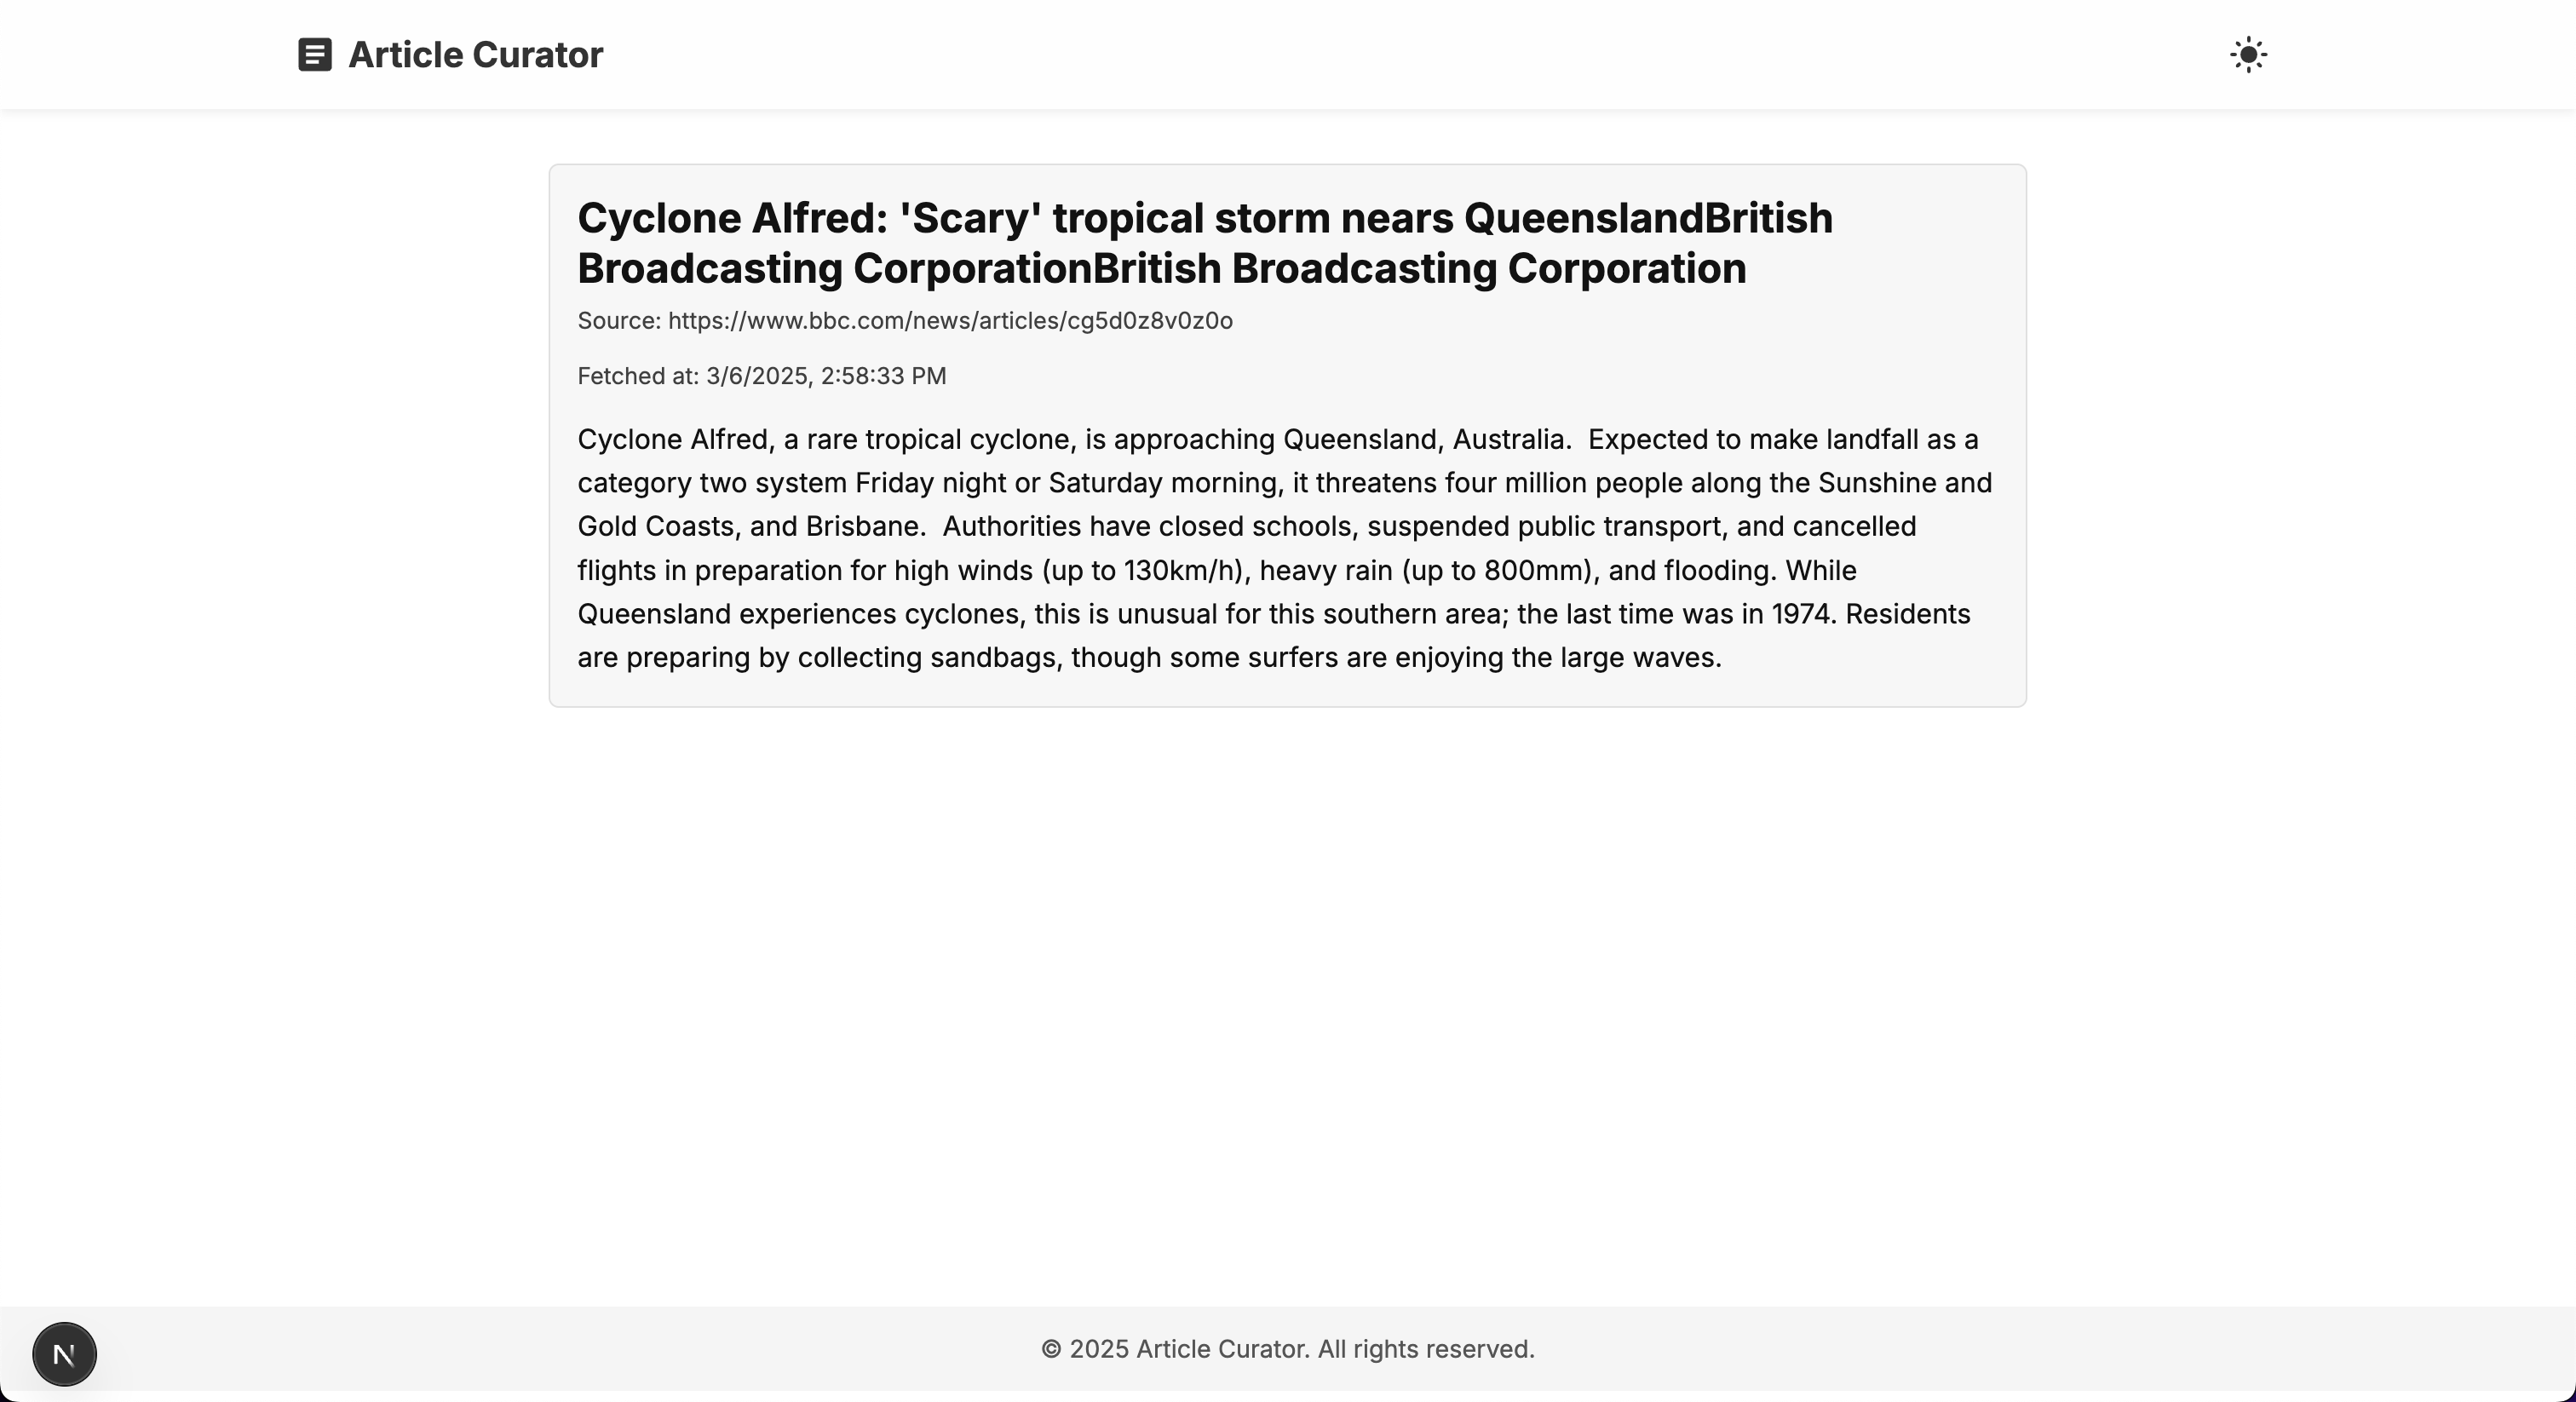 Article Curator
Cyclone Alfred: 'Scary' tropical storm nears QueenslandBritish
Broadcasting CorporationBritish Broadcasting Corporation
Source: https://www.bbc.com/news/articles/cg5d0z8v0z0o
Fetched at: 3/6/2025, 2:58:33 PM
Cyclone Alfred, a rare tropical cyclone, is approaching Queensland, Australia.  Expected to make landfall as a
category two system Friday night or Saturday morning, it threatens four million people along the Sunshine and
Gold Coasts, and Brisbane.  Authorities have closed schools, suspended public transport, and cancelled
flights in preparation for high winds (up to 130km/h), heavy rain (up to 800mm), and flooding. While
Queensland experiences cyclones, this is unusual for this southern area; the last time was in 1974. Residents
are preparing by collecting sandbags, though some surfers are enjoying the large waves.
N
© 2025 Article Curator. All rights reserved.